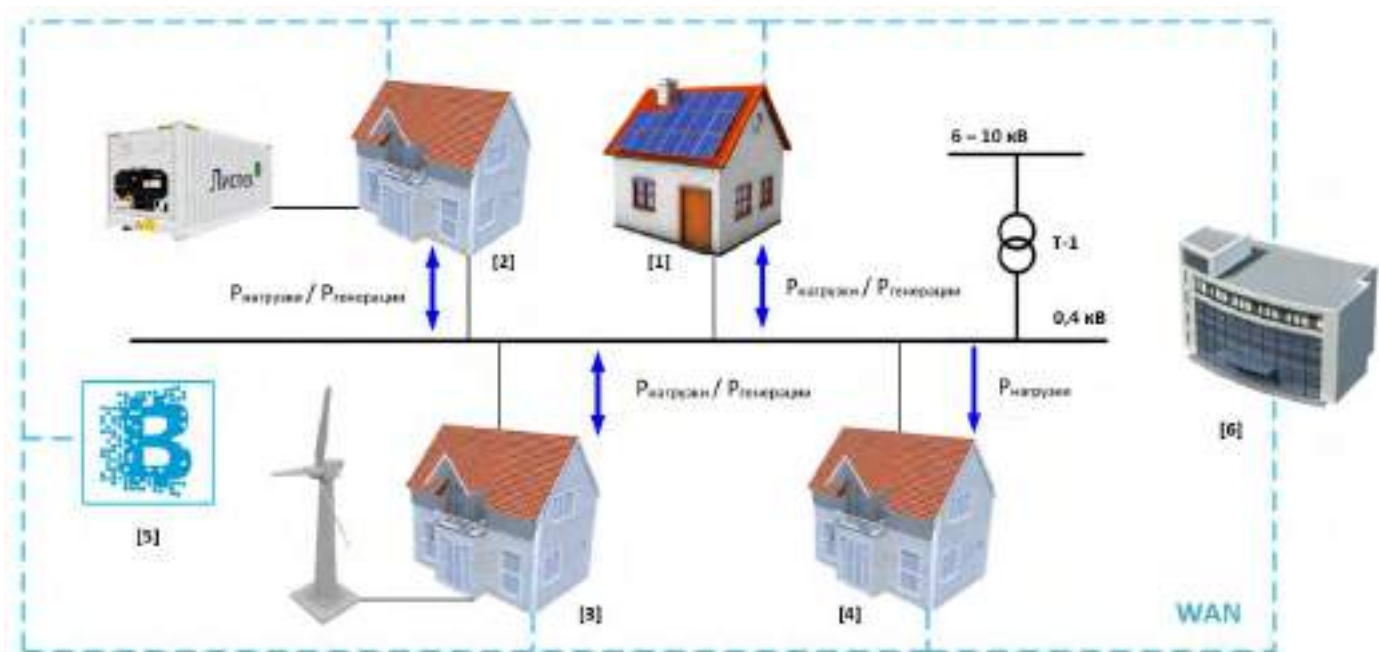 6 – 10 кВ
Лиотех
T-1
[2]
[1]
Pнагрузки / Pгенерации
Pнагрузки / Pгенерации
0,4 кВ
Pнагрузки / Pгенерации
Pнагрузки
[6]
B
[5]
[3]
[4]
WAN